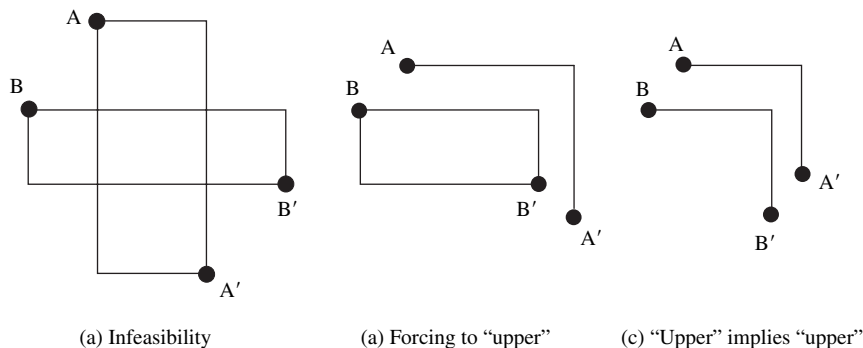 A
B
B′
A′
(a) Infeasibility
A
B
B′
A′
(a) Forcing to “upper”
A
B
A′
B′
(c) “Upper” implies “upper”